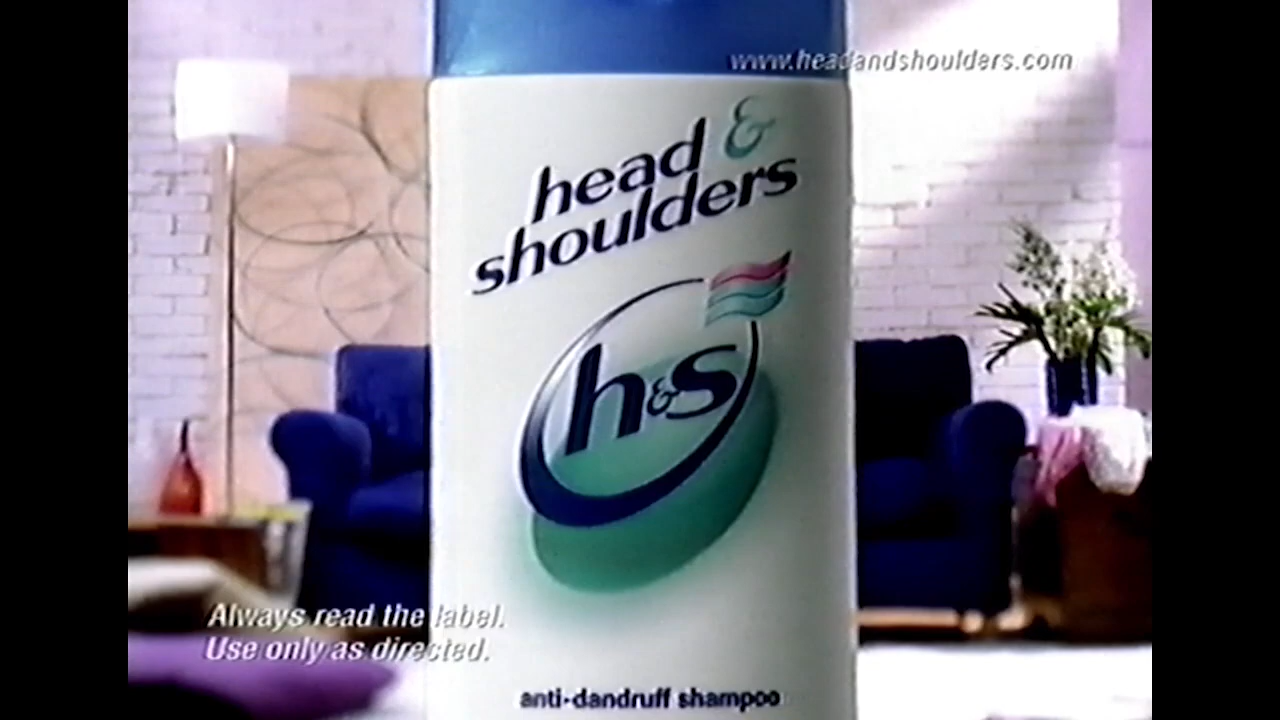 www.headandshoulders.com
head &
shoulders
h&s
Always read the label.
Use only as directed.
anti-dandruff shampoo